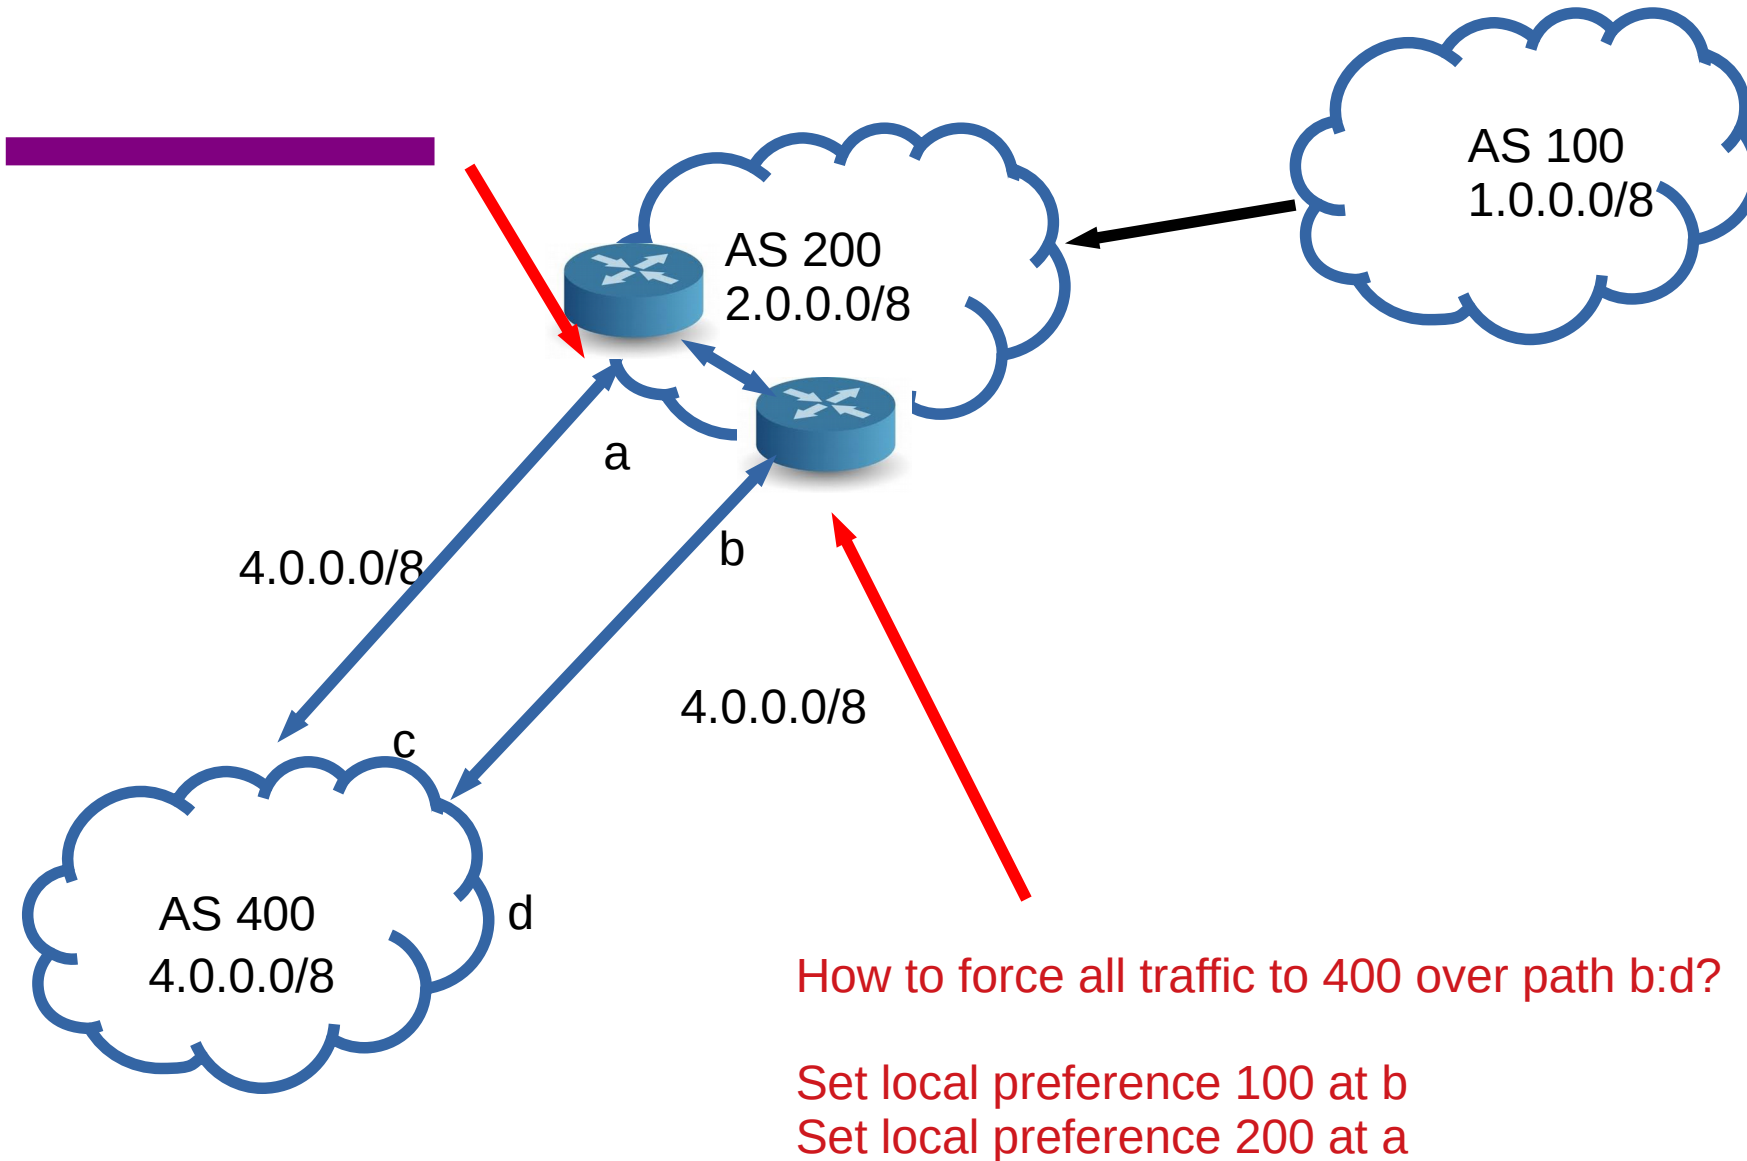 AS 100
1.0.0.0/8
AS 200
2.0.0.0/8
a
b
4.0.0.0/8
4.0.0.0/8
c
AS 400
d
4.0.0.0/8
How to force all traffic to 400 over path b:d?
Set local preference 100 at b
Set local preference 200 at a